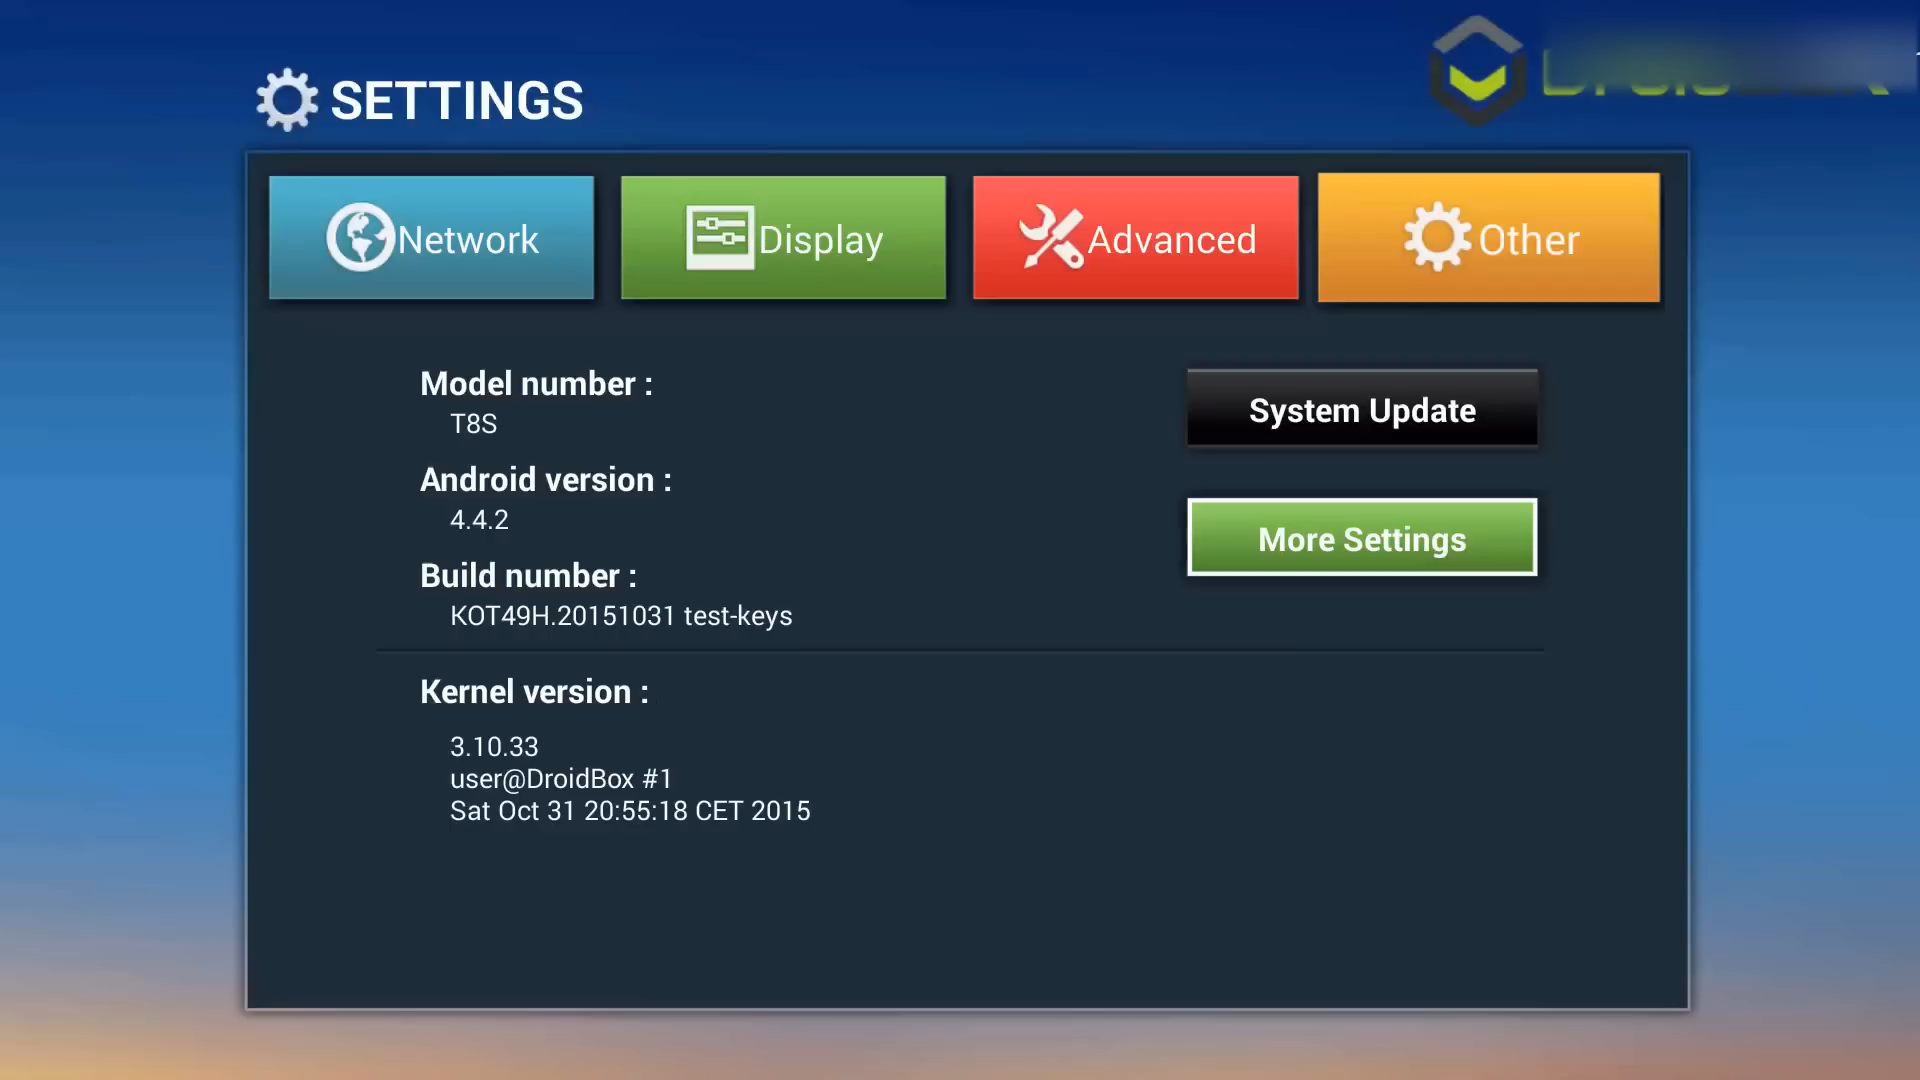 SETTINGS
Network
Display
Advanced
Other
Model number :
T8S
System Update
Android version :
4.4.2
More Settings
Build number :
KOT49H.20151031 test-keys
Kernel version :
3.10.33
user@DroidBox #1
Sat Oct 31 20:55:18 CET 2015